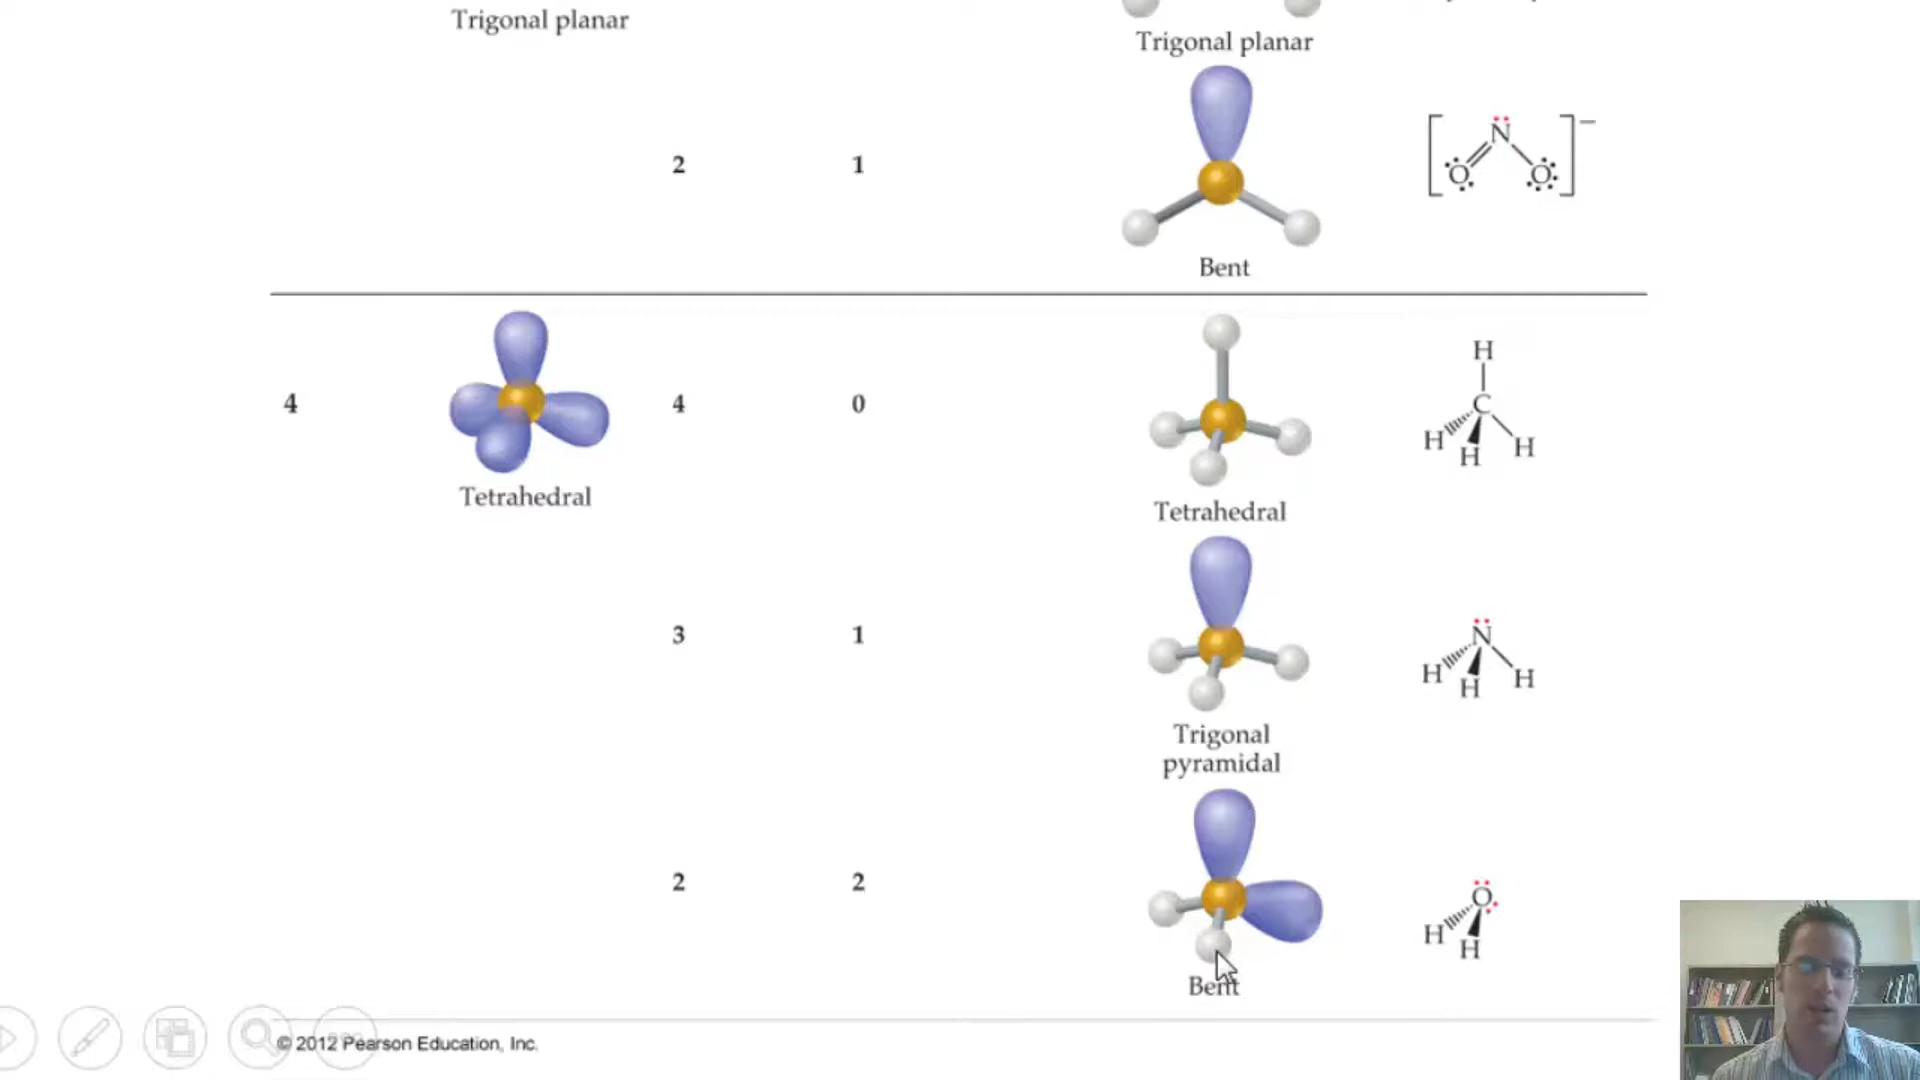 Trigonal planar
Trigonal planar
2 1
[N O O]−
Bent
4 4 0
H
C
H H H
Tetrahedral
Tetrahedral
3 1
N
H H H
Trigonal
pyramidal
2 2
O
H H
Bent
© 2012 Pearson Education, Inc.